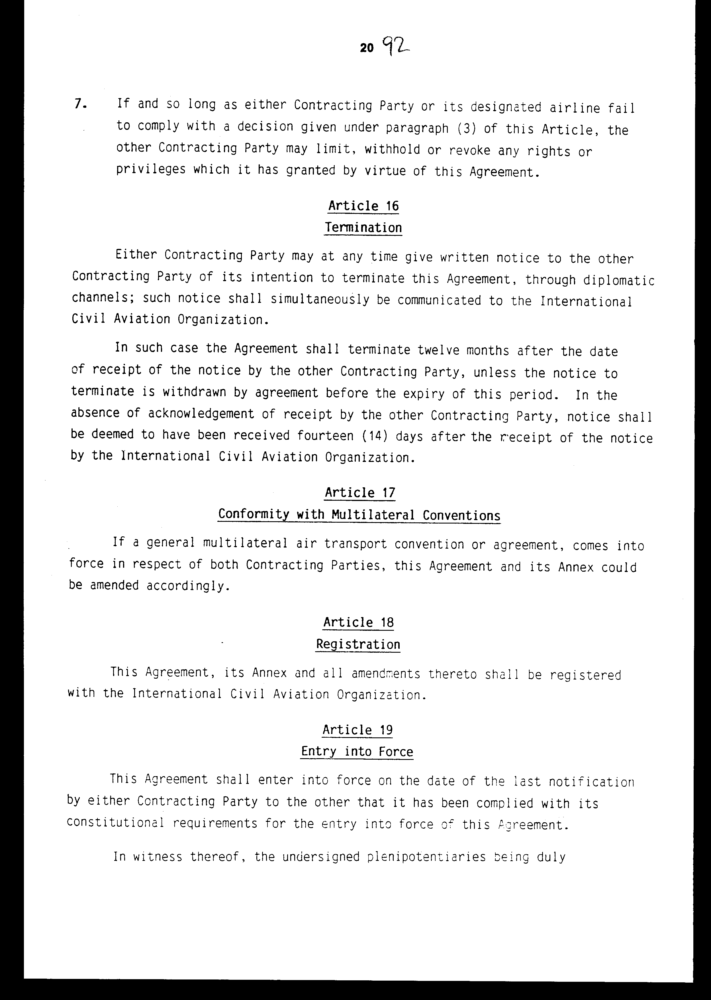 20 92
7. If and so long as either Contracting Party or its designated airline fail
to comply with a decision given under paragraph (3) of this Article, the
other Contracting Party may limit, withhold or revoke any rights or
privileges which it has granted by virtue of this Agreement.
Article 16
Termination
Either Contracting Party may at any time give written notice to the other
Contracting Party of its intention to terminate this Agreement, through diplomatic
channels; such notice shall simultaneously be communicated to the International
Civil Aviation Organization.
In such case the Agreement shall terminate twelve months after the date
of receipt of the notice by the other Contracting Party, unless the notice to
terminate is withdrawn by agreement before the expiry of this period. In the
absence of acknowledgement of receipt by the other Contracting Party, notice shall
be deemed to have been received fourteen (14) days after the receipt of the notice
by the International Civil Aviation Organization.
Article 17
Conformity with Multilateral Conventions
If a general multilateral air transport convention or agreement, comes into
force in respect of both Contracting Parties, this Agreement and its Annex could
be amended accordingly.
Article 18
Registration
This Agreement, its Annex and all amendments thereto shall be registered
with the International Civil Aviation Organization.
Article 19
Entry into Force
This Agreement shall enter into force on the date of the last notification
by either Contracting Party to the other that it has been complied with its
constitutional requirements for the entry into force of this Agreement.
In witness thereof, the undersigned plenipotentiaries being duly